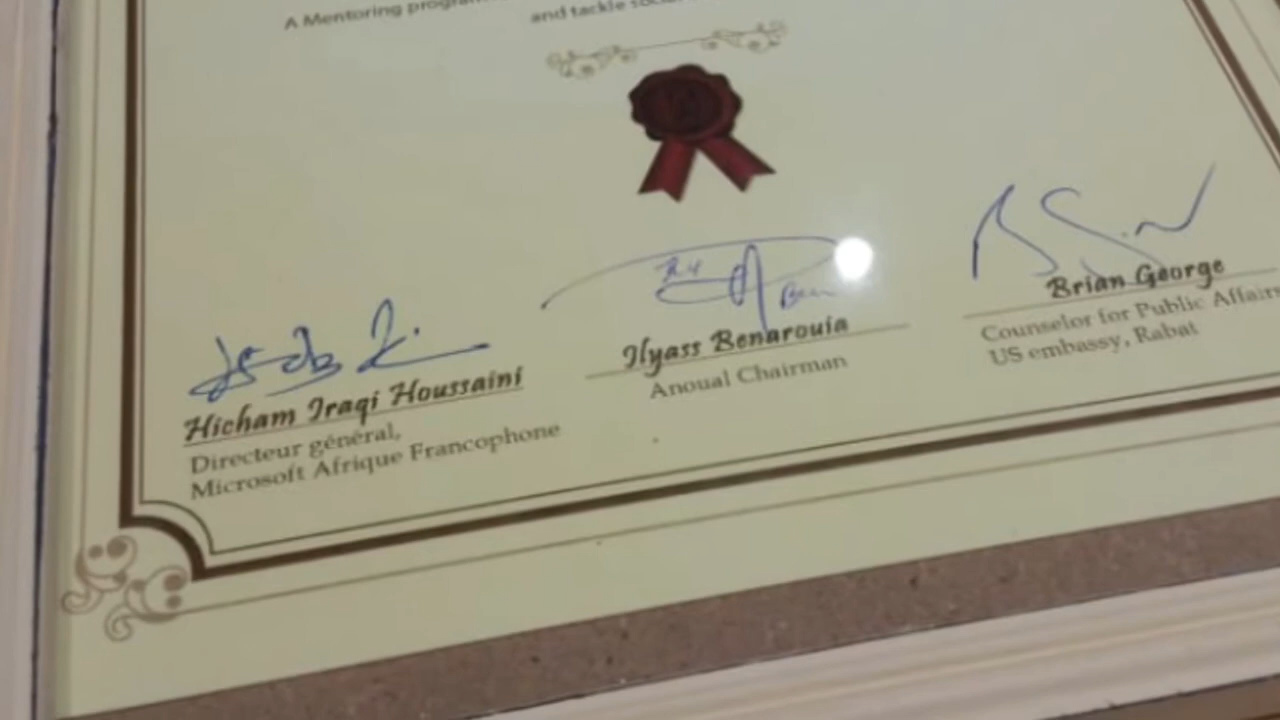 A Mentoring
and tackle
Hicham Iraqi Houssaini
Directeur général,
Microsoft Afrique Francophone
Ilyass Benarouia
Anoual Chairman
Brian George
Counselor for Public Affairs
US embassy, Rabat